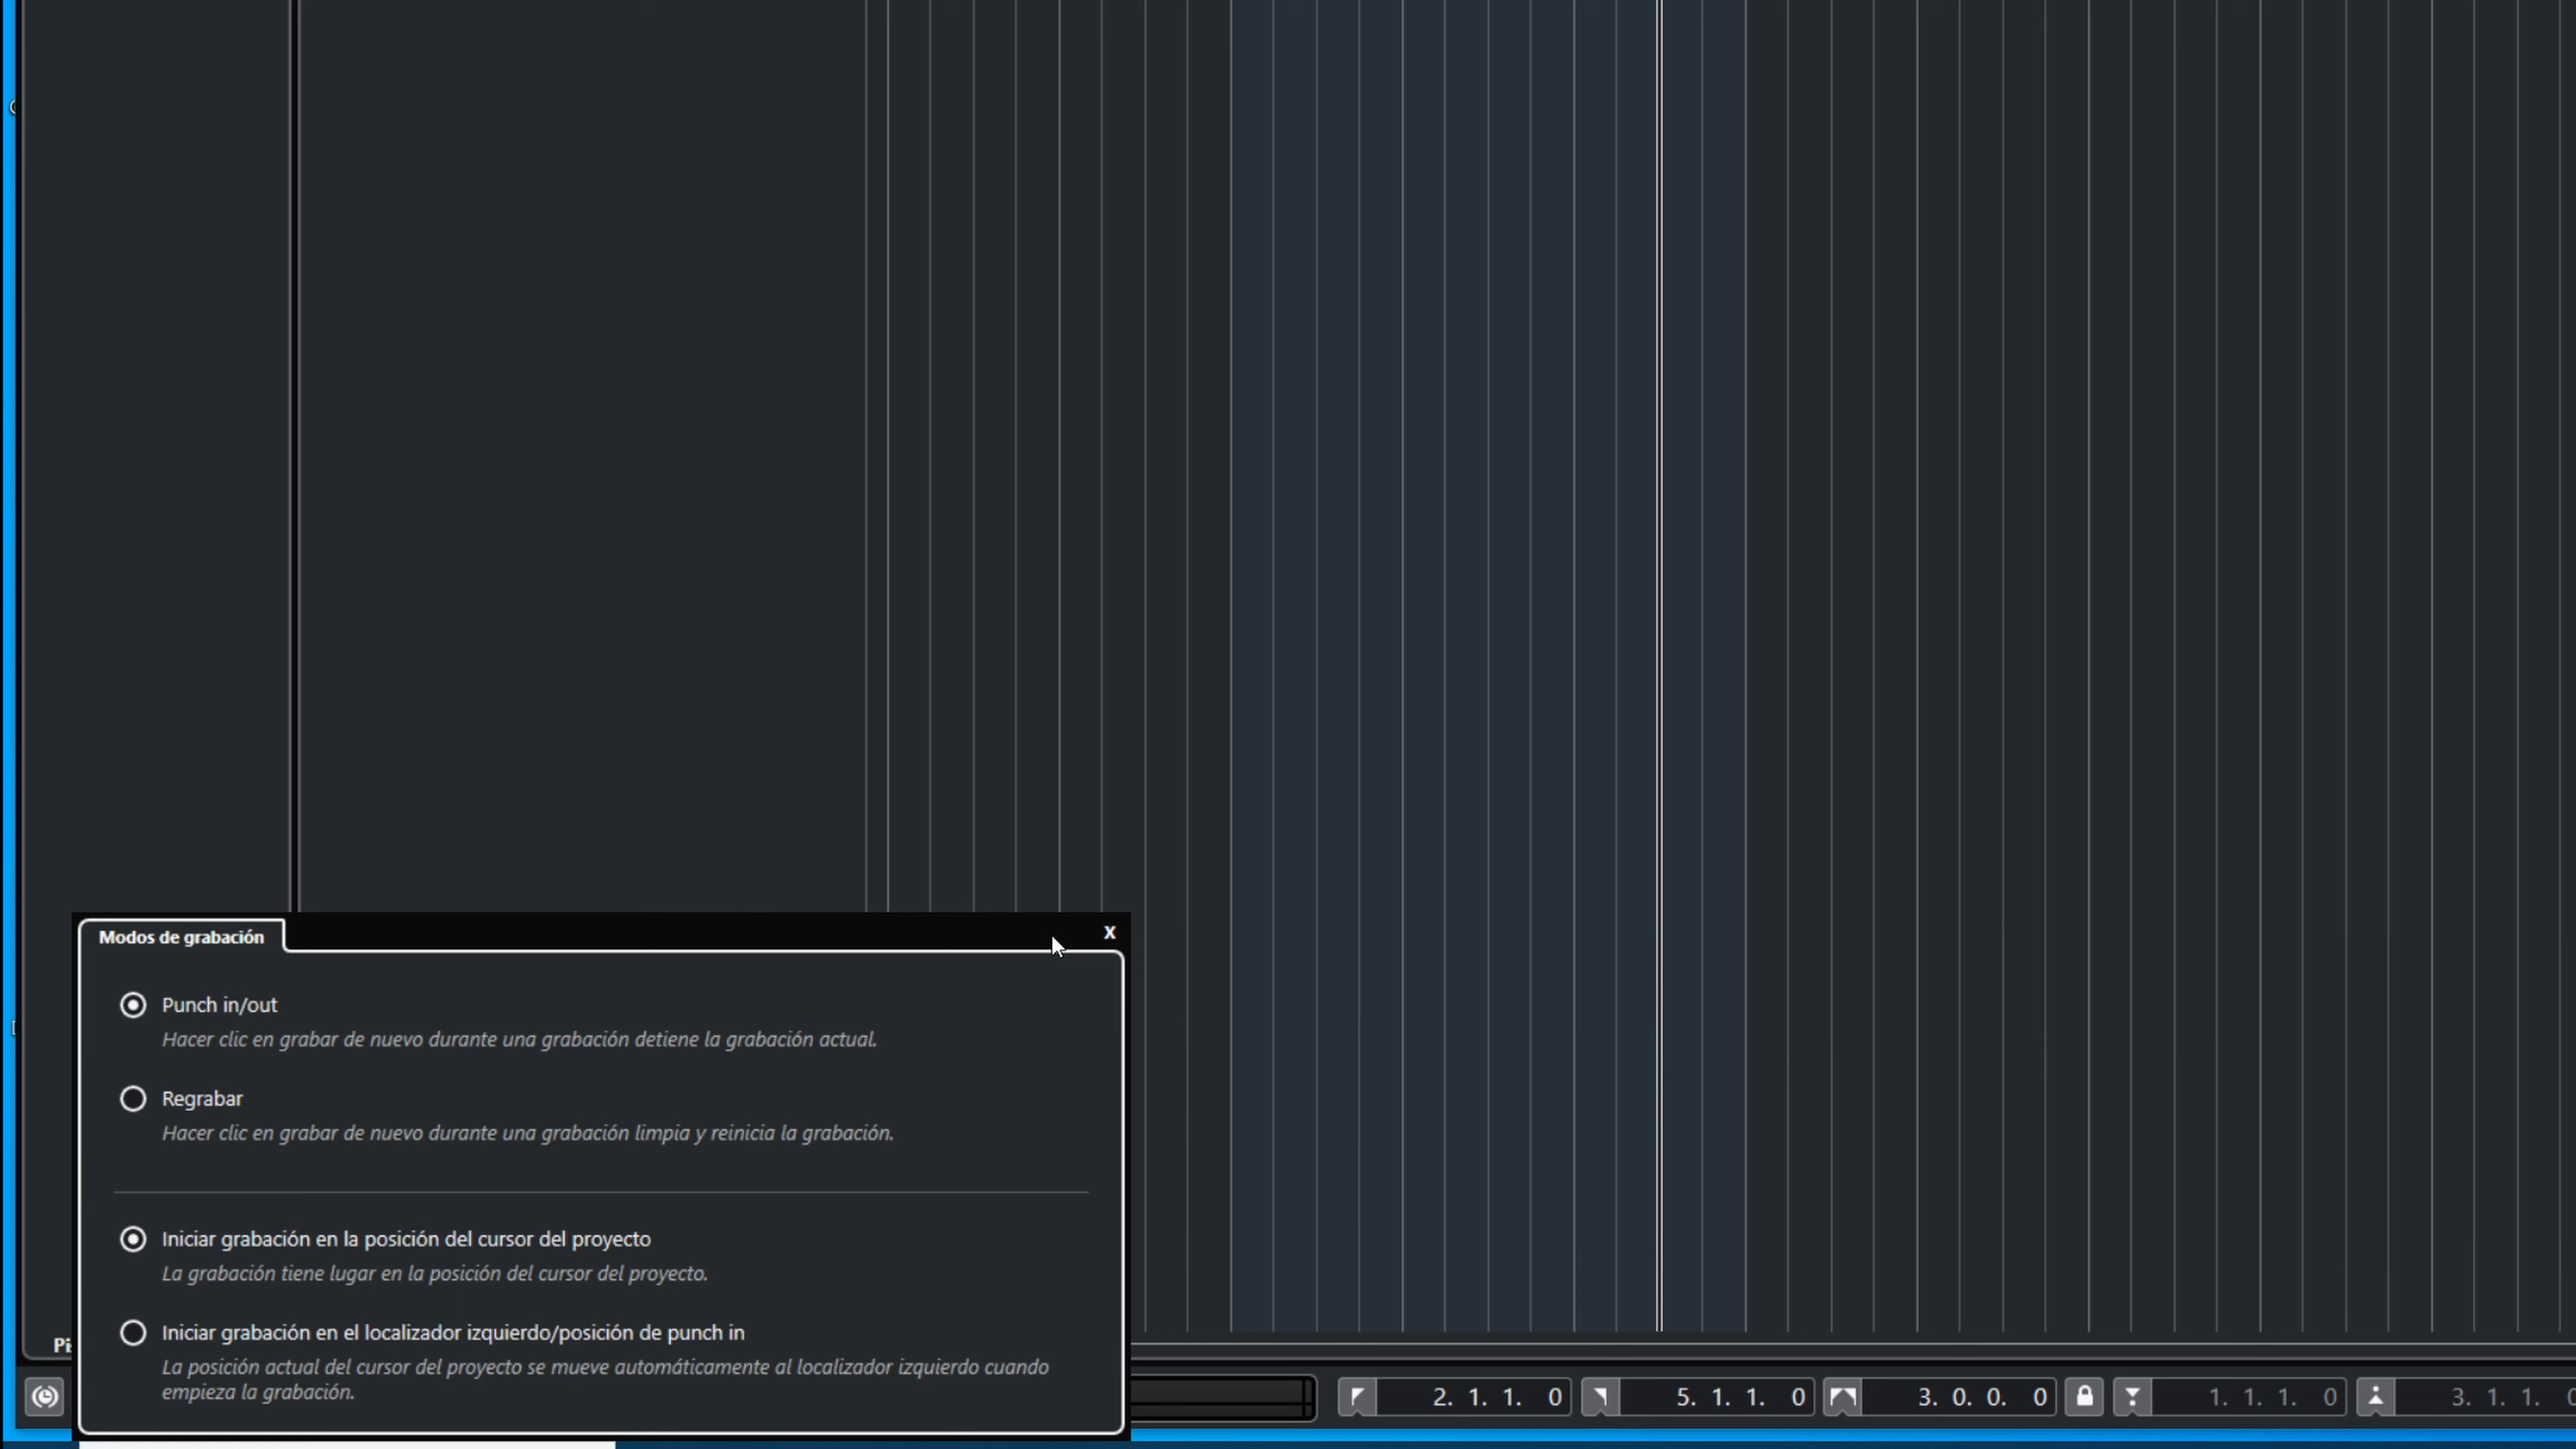 Modos de grabación
X
Punch in/out
Hacer clic en grabar de nuevo durante una grabación detiene la grabación actual.
Regrabar
Hacer clic en grabar de nuevo durante una grabación limpia y reinicia la grabación.
Iniciar grabación en la posición del cursor del proyecto
La grabación tiene lugar en la posición del cursor del proyecto.
Iniciar grabación en el localizador izquierdo/posición de punch in
La posición actual del cursor del proyecto se mueve automáticamente al localizador izquierdo cuando
empieza la grabación.
2. 1. 1. 0 5. 1. 1. 0 3. 0. 0. 0 1. 1. 1. 0 3. 1. 1. 0